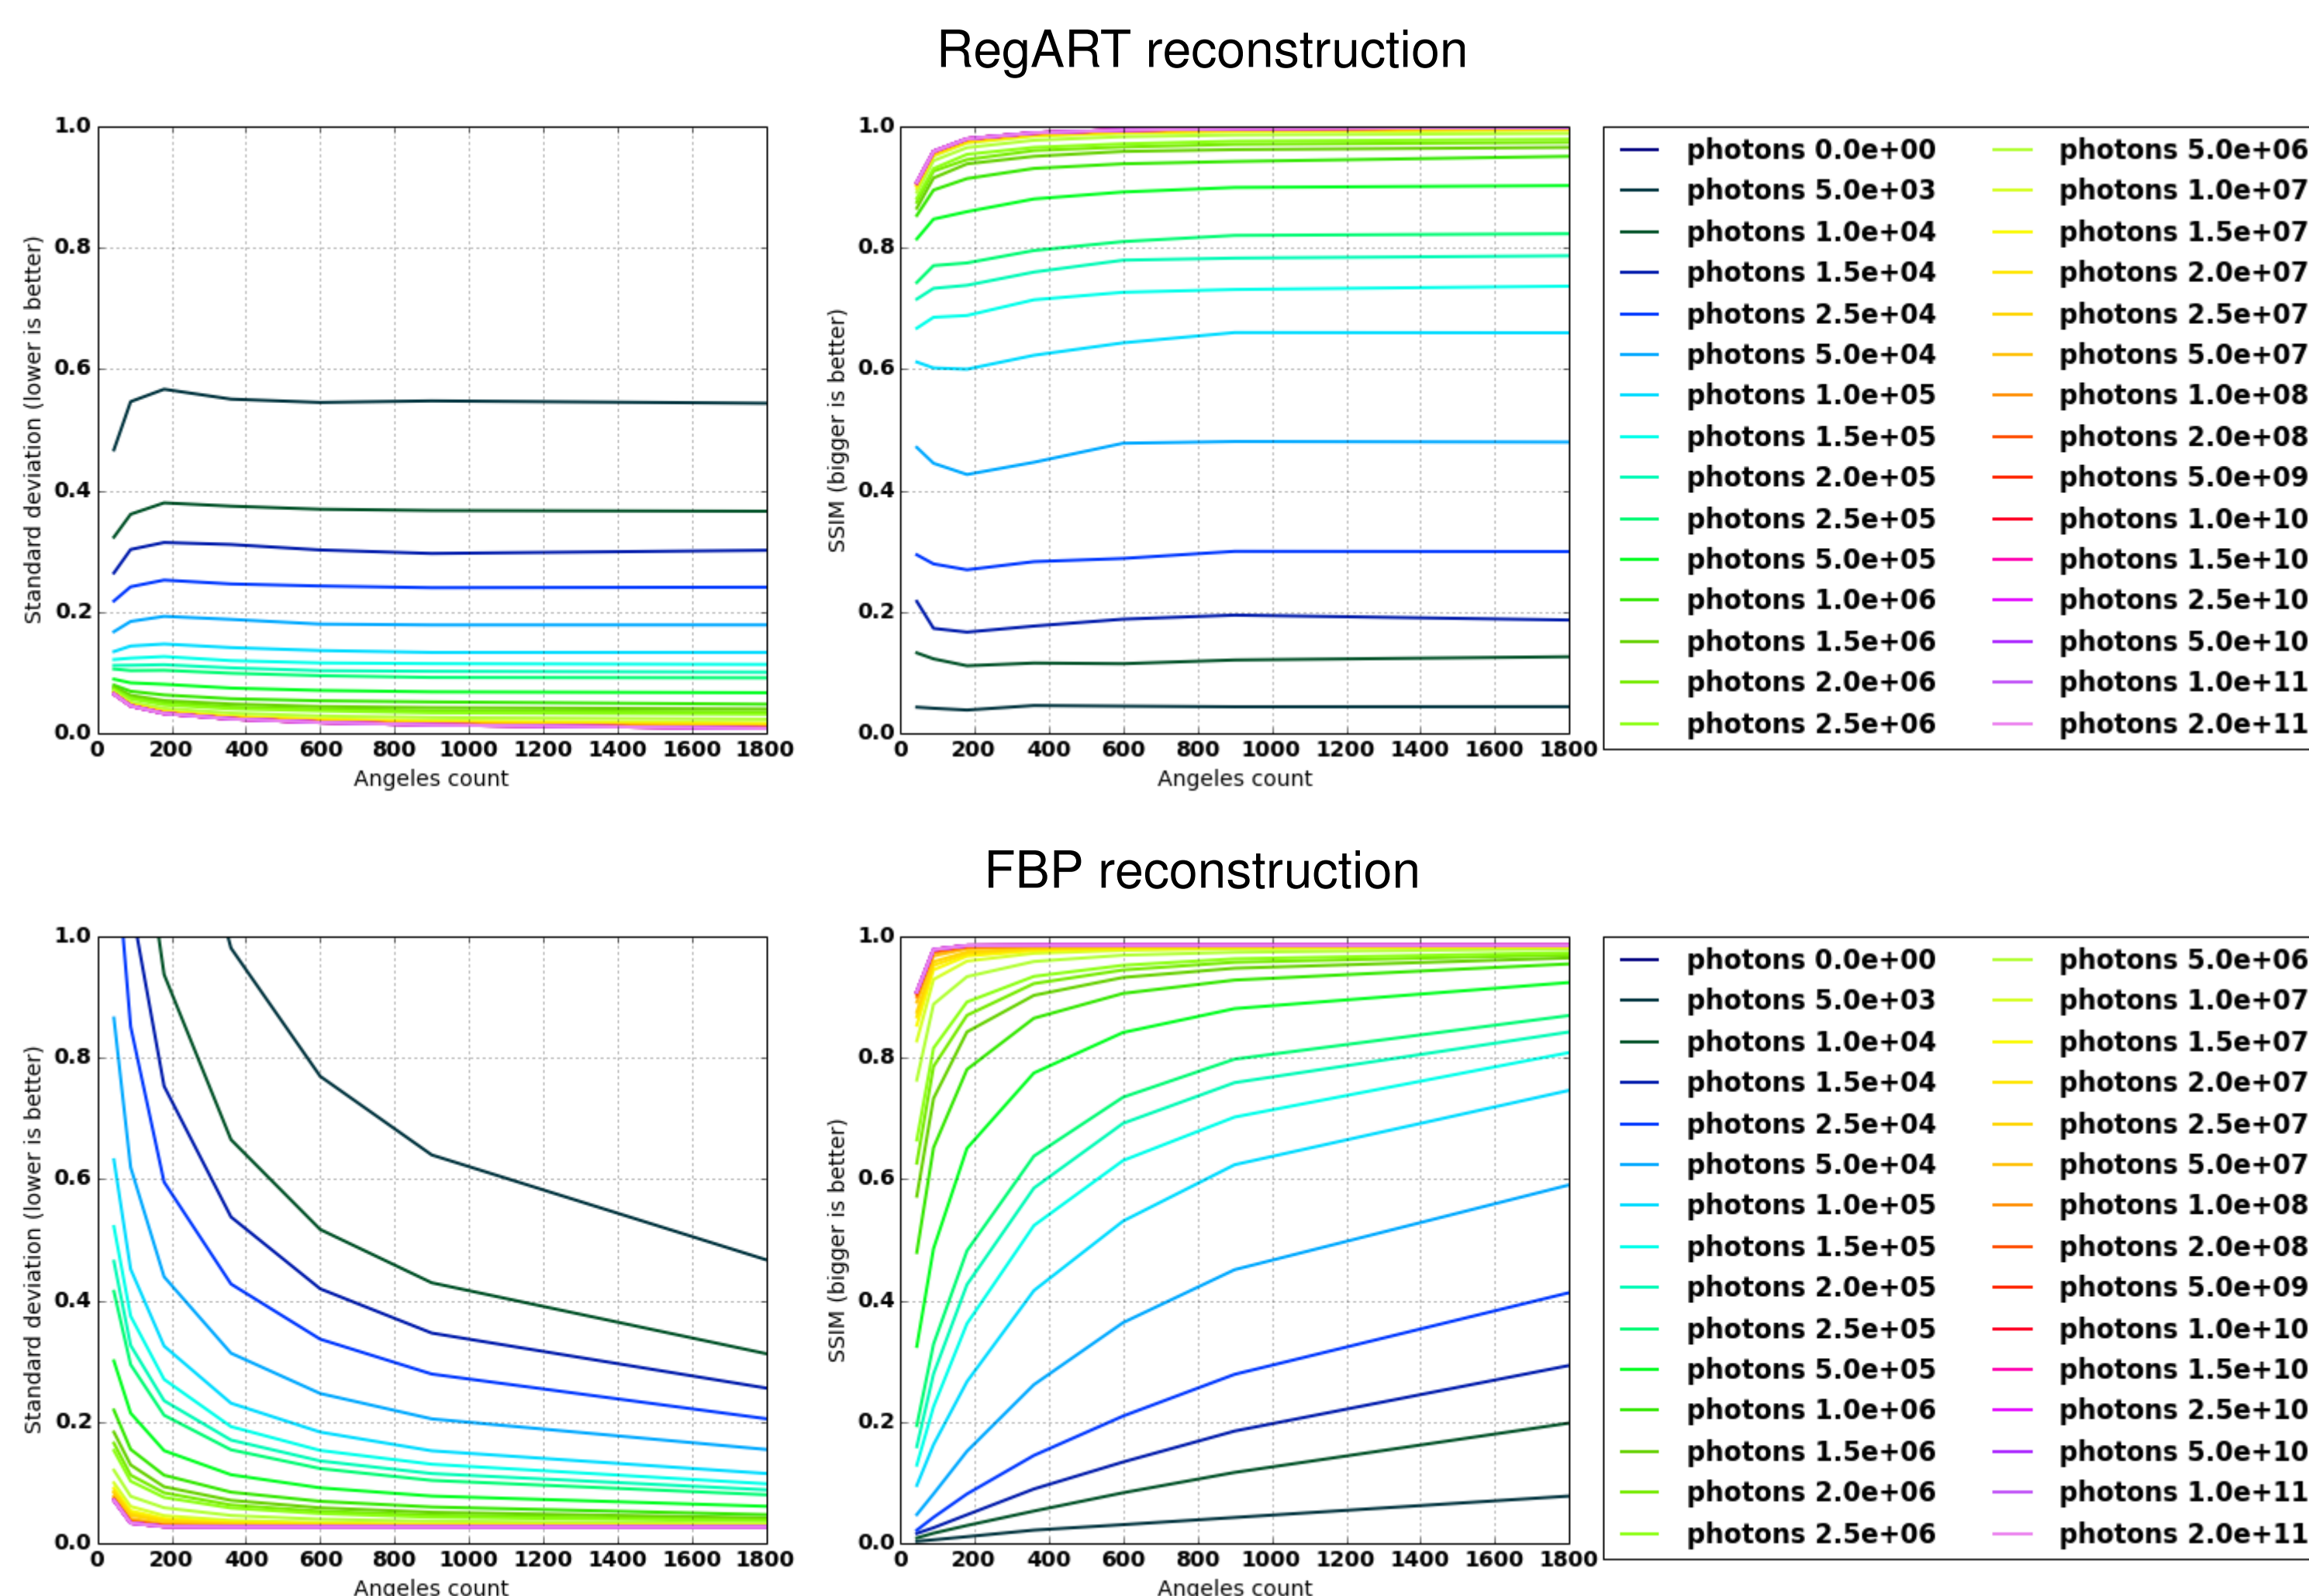 RegART reconstruction
1.0
0.8
0.6
0.4
0.2
0.0
Standard deviation (lower is better)
0 200 400 600 800 1000 1200 1400 1600 1800
Angeles count
1.0
0.8
0.6
0.4
0.2
0.0
SSIM (bigger is better)
0 200 400 600 800 1000 1200 1400 1600 1800
Angeles count
photons 0.0e+00 photons 5.0e+06
photons 5.0e+03 photons 1.0e+07
photons 1.0e+04 photons 1.5e+07
photons 1.5e+04 photons 2.0e+07
photons 2.5e+04 photons 2.5e+07
photons 5.0e+04 photons 5.0e+07
photons 1.0e+05 photons 1.0e+08
photons 1.5e+05 photons 2.0e+08
photons 2.0e+05 photons 5.0e+09
photons 2.5e+05 photons 1.0e+10
photons 5.0e+05 photons 1.5e+10
photons 1.0e+06 photons 2.5e+10
photons 1.5e+06 photons 5.0e+10
photons 2.0e+06 photons 1.0e+11
photons 2.5e+06 photons 2.0e+11
FBP reconstruction
1.0
0.8
0.6
0.4
0.2
0.0
Standard deviation (lower is better)
0 200 400 600 800 1000 1200 1400 1600 1800
Angeles count
1.0
0.8
0.6
0.4
0.2
0.0
SSIM (bigger is better)
0 200 400 600 800 1000 1200 1400 1600 1800
Angeles count
photons 0.0e+00 photons 5.0e+06
photons 5.0e+03 photons 1.0e+07
photons 1.0e+04 photons 1.5e+07
photons 1.5e+04 photons 2.0e+07
photons 2.5e+04 photons 2.5e+07
photons 5.0e+04 photons 5.0e+07
photons 1.0e+05 photons 1.0e+08
photons 1.5e+05 photons 2.0e+08
photons 2.0e+05 photons 5.0e+09
photons 2.5e+05 photons 1.0e+10
photons 5.0e+05 photons 1.5e+10
photons 1.0e+06 photons 2.5e+10
photons 1.5e+06 photons 5.0e+10
photons 2.0e+06 photons 1.0e+11
photons 2.5e+06 photons 2.0e+11